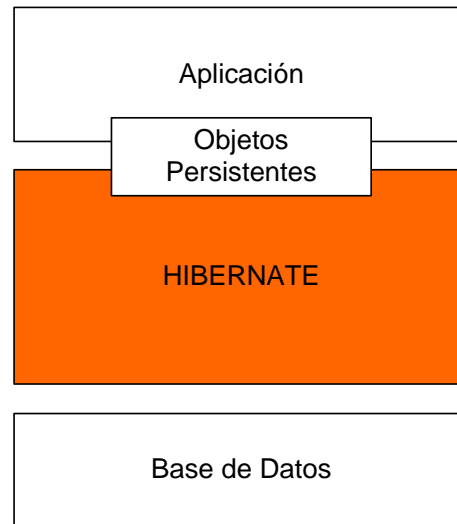 Aplicación
Objetos
Persistentes
HIBERNATE
Base de Datos